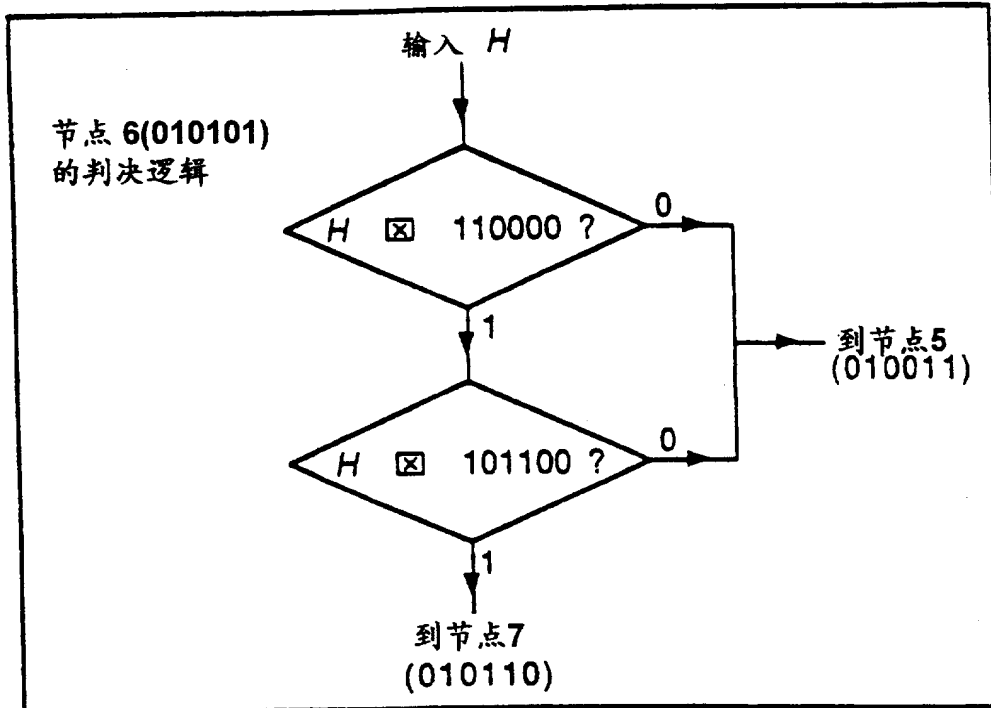 输入 H
节点 6(010101)
的判决逻辑
H ☒ 110000 ?
0
1
到节点5
(010011)
H ☒ 101100 ?
0
1
到节点7
(010110)